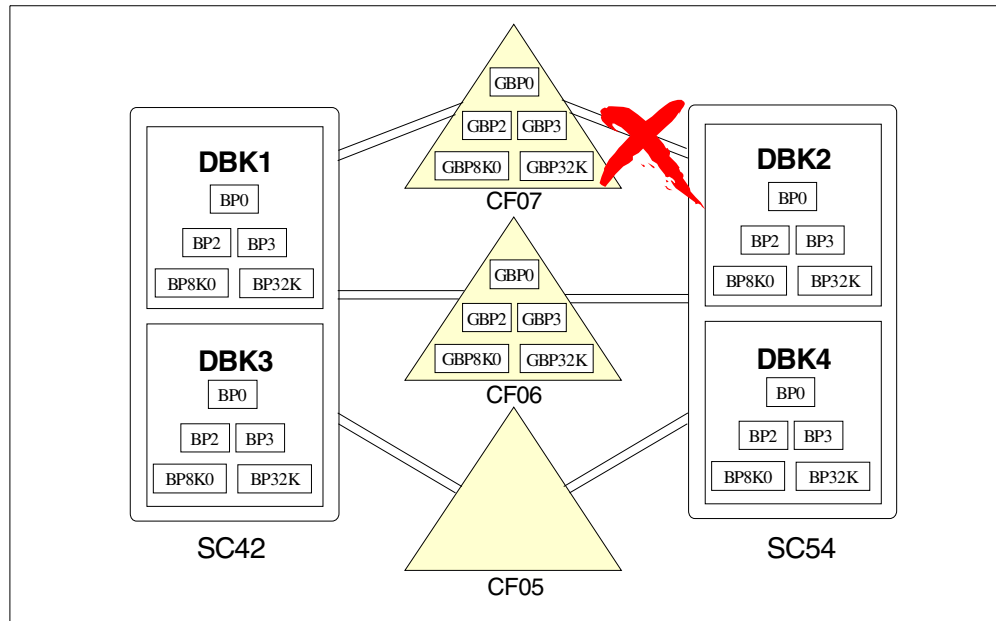 GBP0
GBP2 GBP3
GBP8K0 GBP32K
CF07
DBK1
BP0
BP2 BP3
BP8K0 BP32K
DBK2
BP0
BP2 BP3
BP8K0 BP32K
GBP0
GBP2 GBP3
GBP8K0 GBP32K
CF06
DBK3
BP0
BP2 BP3
BP8K0 BP32K
DBK4
BP0
BP2 BP3
BP8K0 BP32K
SC42
CF05
SC54